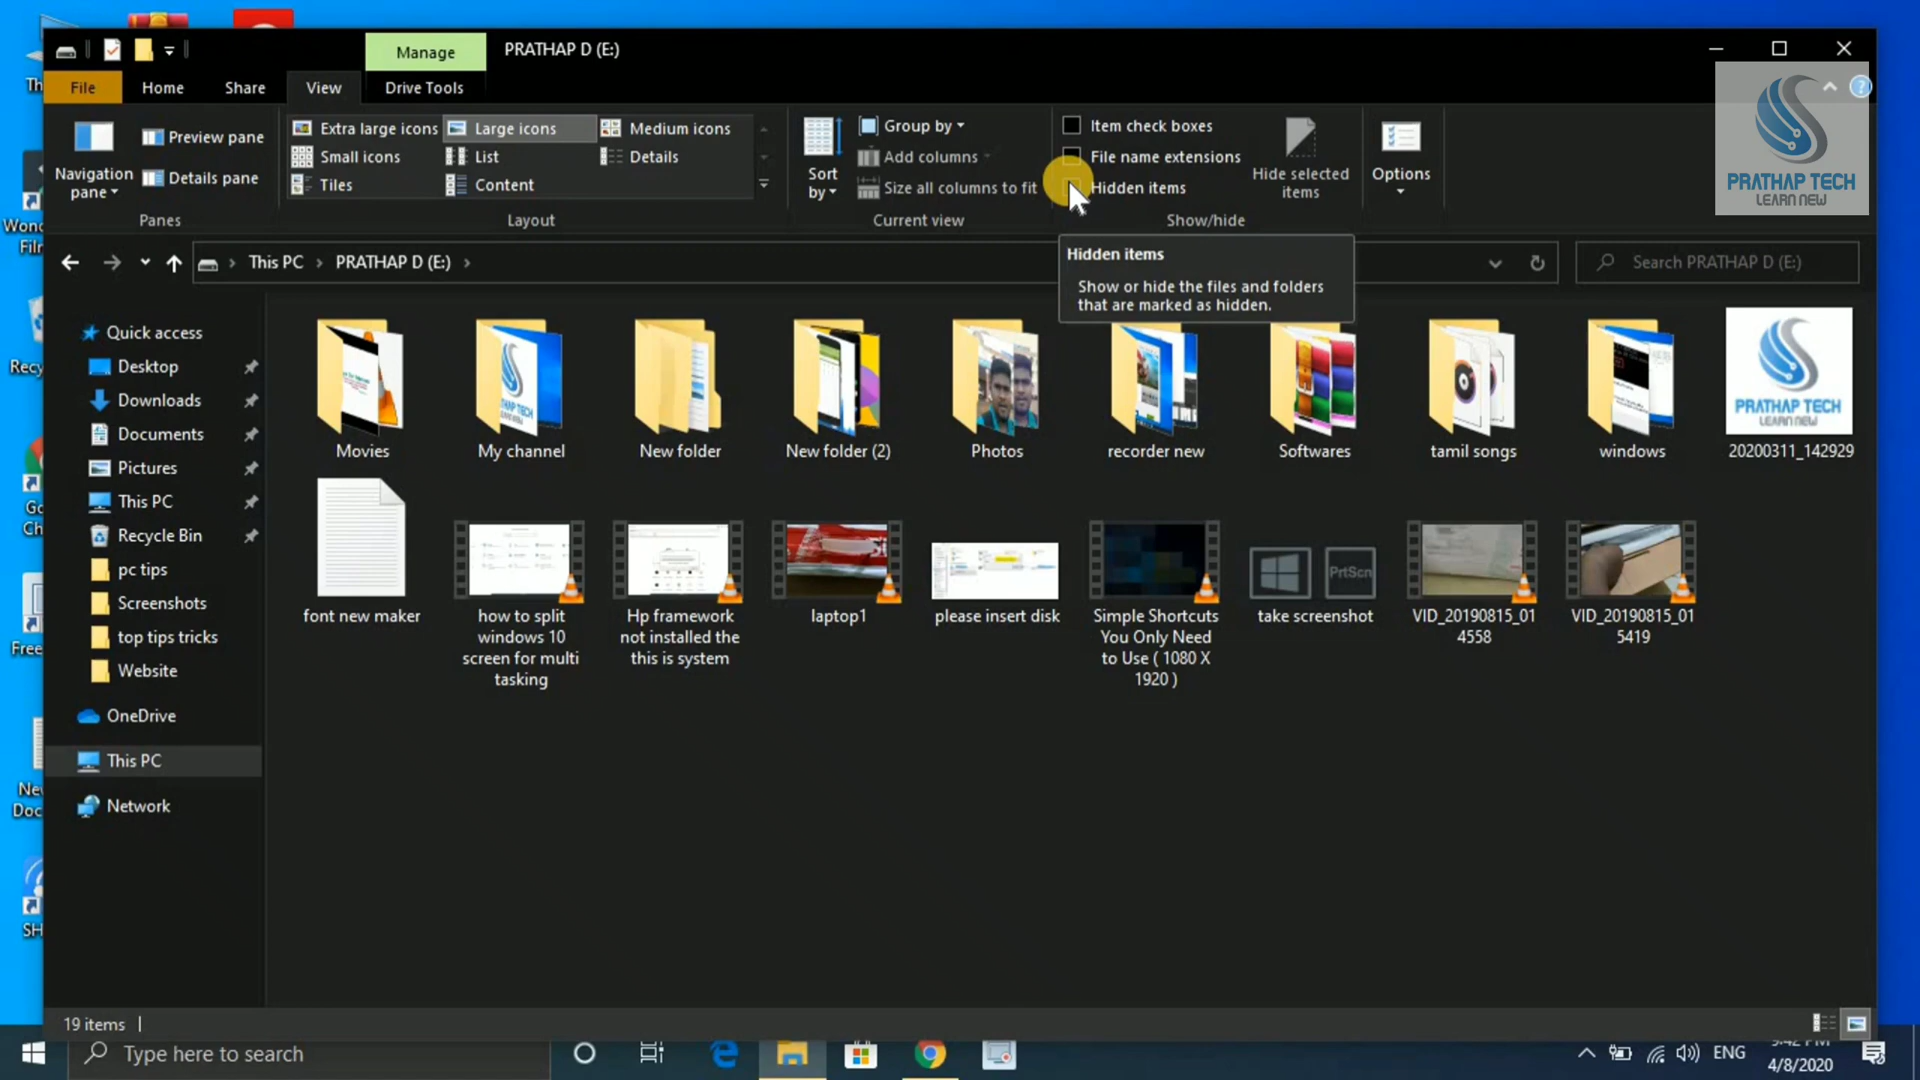 Manage
PRATHAP D (E:)
File
Home
Share
View
Drive Tools
Navigation
pane
Preview pane
Details pane
Panes
Extra large icons
Large icons
Medium icons
Small icons
List
Details
Tiles
Content
Layout
Sort
by
Group by
Add columns
Size all columns to fit
Current view
Item check boxes
File name extensions
Hidden items
Hide selected
items
Show/hide
Options
PRATHAP TECH
LEARN NEW
This PC
PRATHAP D (E:)
Search PRATHAP D (E:)
Hidden items
Show or hide the files and folders
that are marked as hidden.
Quick access
Desktop
Downloads
Documents
Pictures
This PC
Recycle Bin
pc tips
Screenshots
top tips tricks
Website
OneDrive
This PC
Network
Movies
My channel
New folder
New folder (2)
Photos
recorder new
Softwares
tamil songs
windows
PRATHAP TECH
LEARN NEW
20200311_142929
font new maker
how to split
windows 10
screen for multi
tasking
Hp framework
not installed the
this is system
laptop1
please insert disk
Simple Shortcuts
You Only Need
to Use ( 1080 X
1920 )
PrtScn
take screenshot
VID_20190815_01
4558
VID_20190815_01
5419
19 items
Type here to search
ENG
9:42 PM
4/8/2020